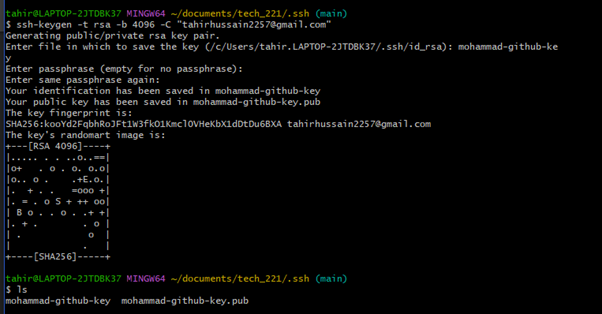 tahir@LAPTOP-2JTDBK37 MINGW64 ~/documents/tech_221/.ssh (main)
$ ssh-keygen -t rsa -b 4096 -C "tahirhussain2257@gmail.com"
Generating public/private rsa key pair.
Enter file in which to save the key (/c/Users/tahir.LAPTOP-2JTDBK37/.ssh/id_rsa): mohammad-github-ke
y
Enter passphrase (empty for no passphrase):
Enter same passphrase again:
Your identification has been saved in mohammad-github-key
Your public key has been saved in mohammad-github-key.pub
The key fingerprint is:
SHA256:kooYd2FqbhRoJFt1W3fkO1KmclOVHeKbX1dDtDu6BXA tahirhussain2257@gmail.com
The key's randomart image is:
+---[RSA 4096]----+
|..... . . ..o..==|
|o+   . o . o. o.o|
|o.. o .    .+E.o.|
|.  + . .   =ooo +|
|. = . o S + ++ oo|
| B o . . o . .+ +|
|. + .       . o  |
| .           o   |
|            .    |
+----[SHA256]-----+
tahir@LAPTOP-2JTDBK37 MINGW64 ~/documents/tech_221/.ssh (main)
$ ls
mohammad-github-key  mohammad-github-key.pub